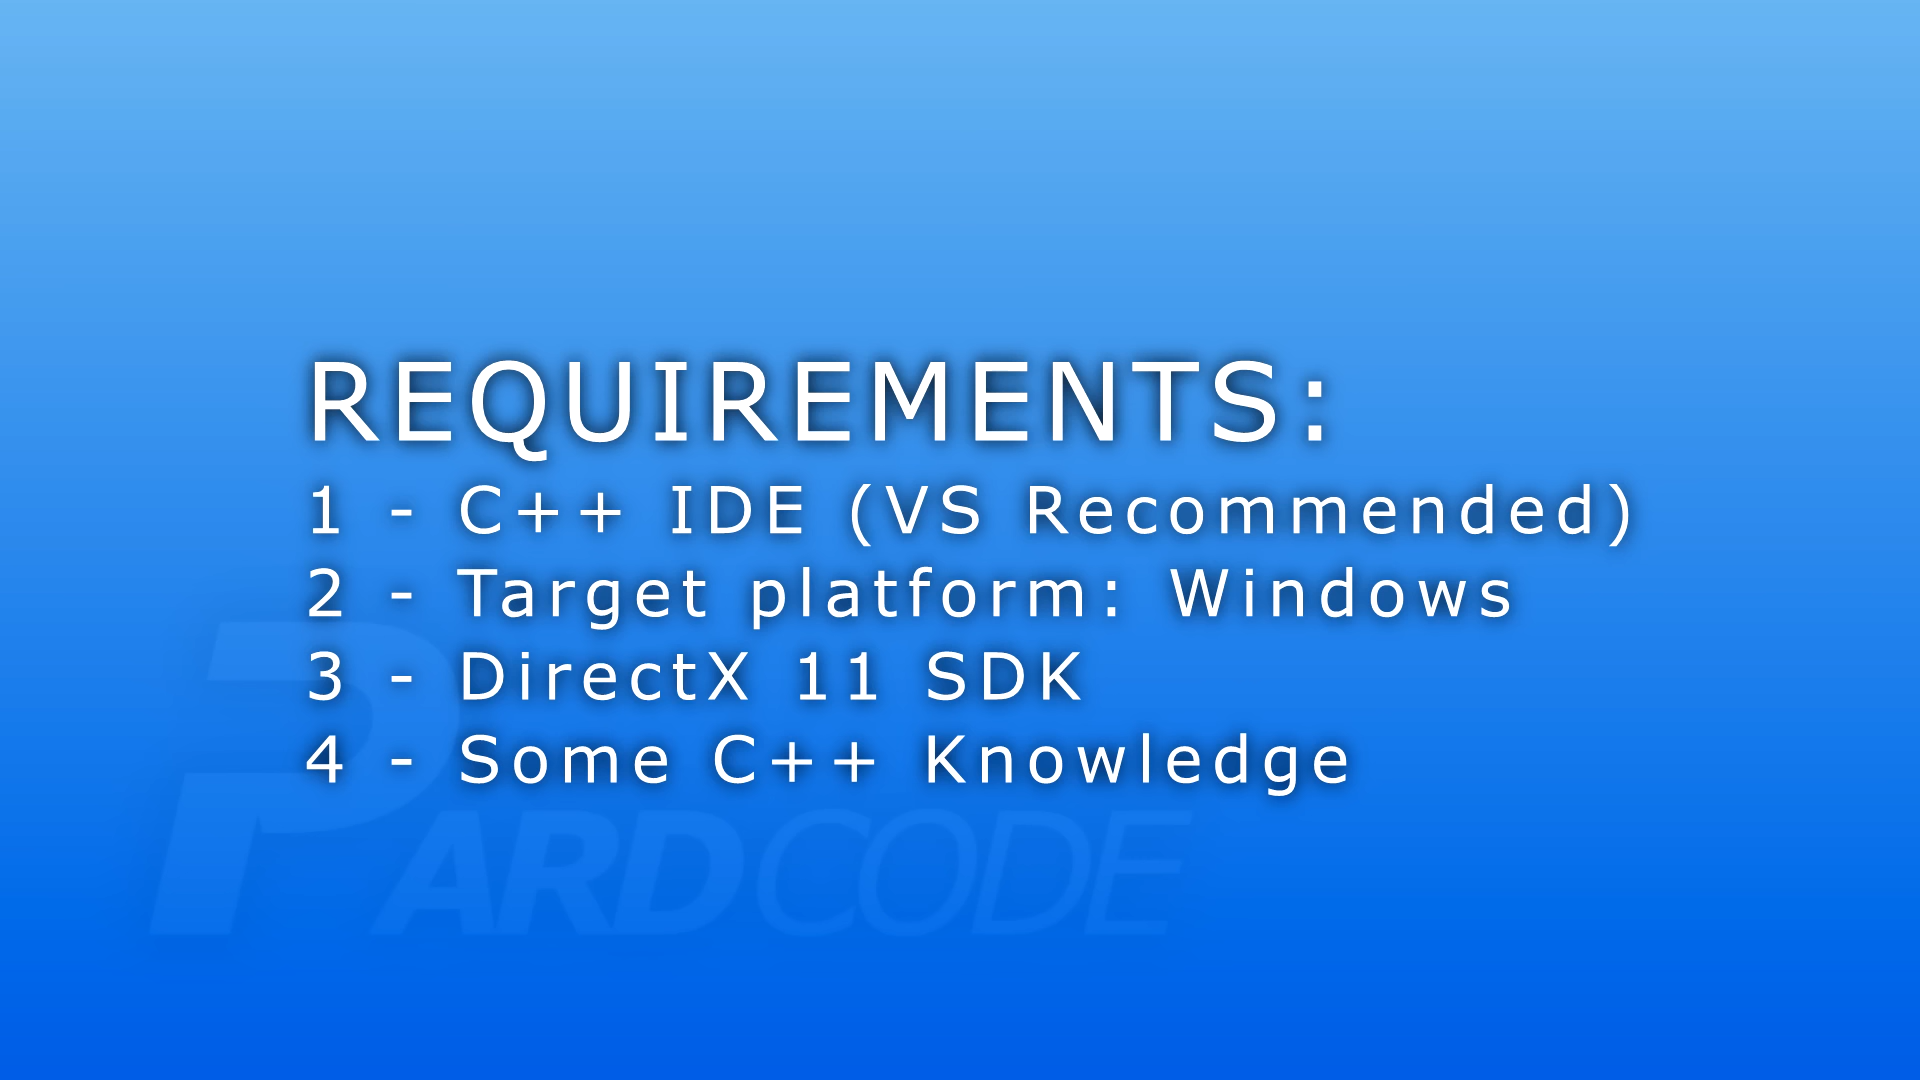 REQUIREMENTS:
1 - C++ IDE (VS Recommended)
2 - Target platform: Windows
3 - DirectX 11 SDK
4 - Some C++ Knowledge
PARDCODE